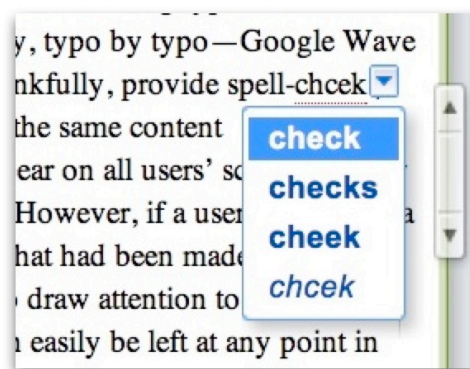 y, typo by typo—Google Wave
nkfully, provide spell-chcek
the same content
ear on all users’ sc
However, if a user a
hat had been made
draw attention to
easily be left at any point in
check
checks
cheek
chcek